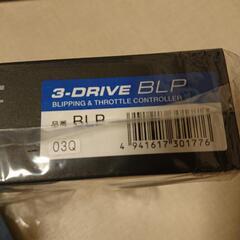 3-DRIVE BLP
BLIPPING & THROTTLE CONTROLLER
品番 BLP
03Q
4 941617 301776